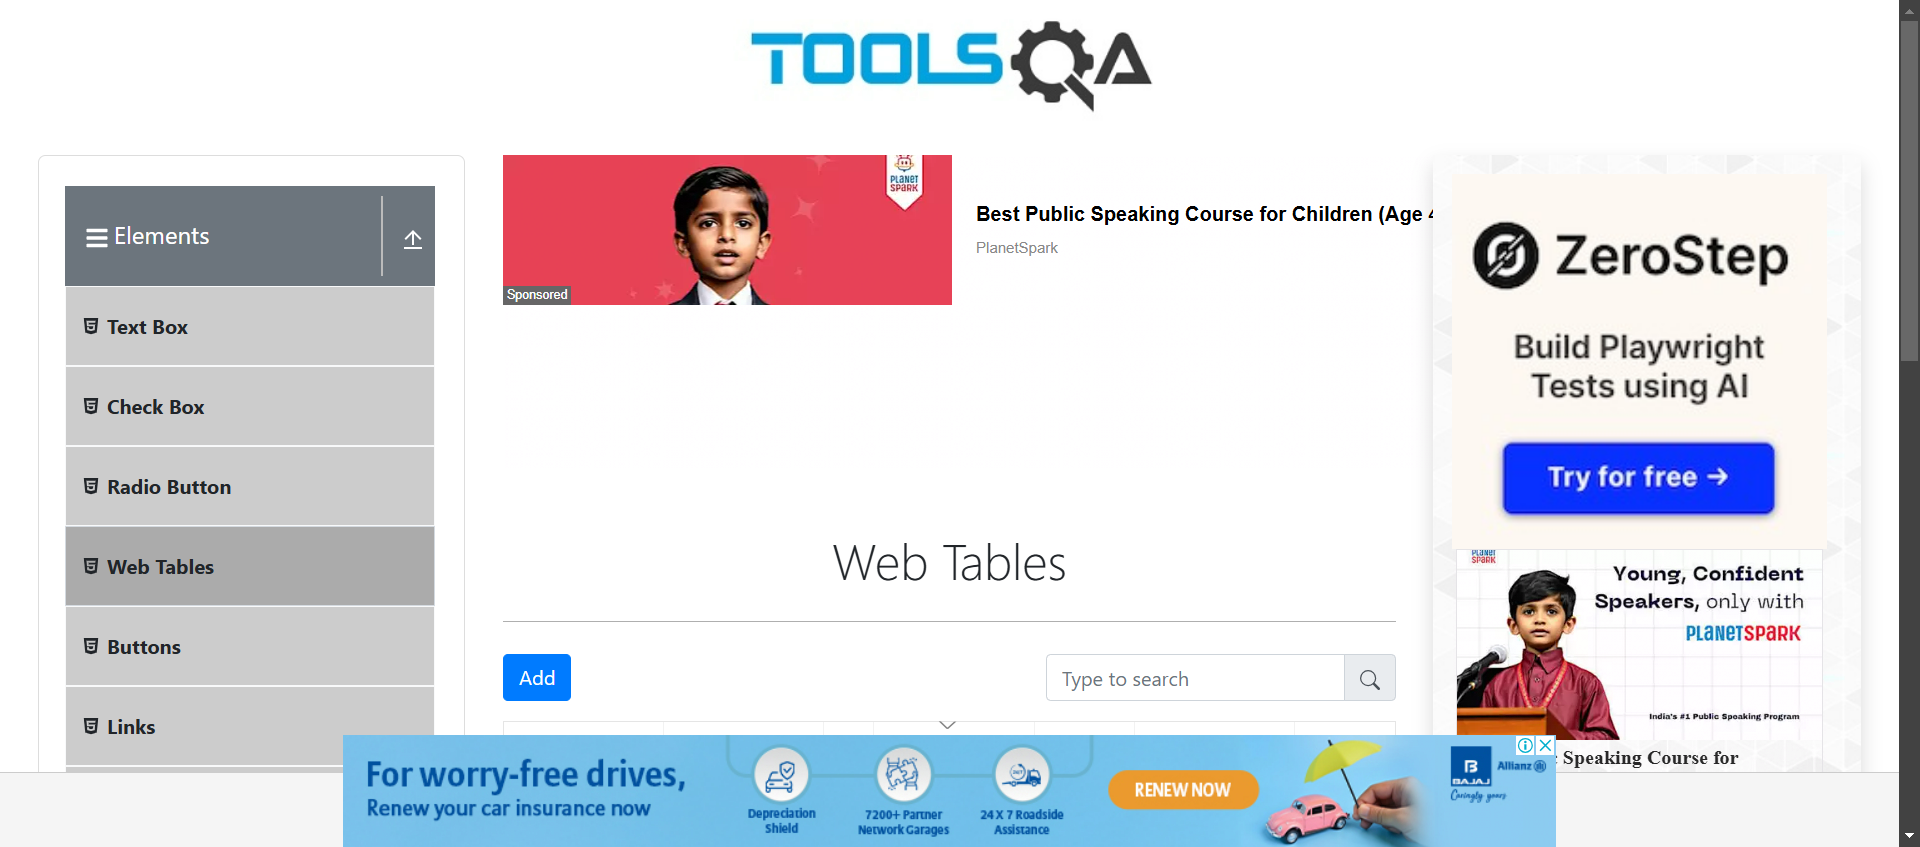 TOOLSQA
Elements
Text Box
Check Box
Radio Button
Web Tables
Buttons
Links
PLANET
SPARK
Sponsored
Best Public Speaking Course for Children (Age
PlanetSpark
Web Tables
Add
Type to search
ZeroStep
Build Playwright
Tests using AI
Try for free →
PLANET
SPARK
Young, Confident
Speakers, only with
PLANETSPARK
India's #1 Public Speaking Program
Speaking Course for
For worry-free drives,
Renew your car insurance now
Depreciation
Shield
7200+ Partner
Network Garages
24 X 7 Roadside
Assistance
RENEW NOW
B
BAJAJ
Allianz
Caringly yours